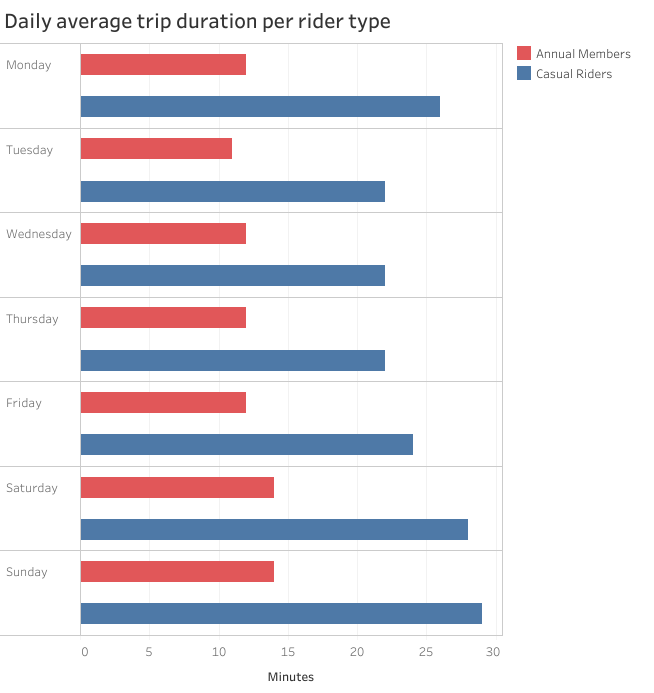 Daily average trip duration per rider type
Annual Members
Casual Riders
Monday
Tuesday
Wednesday
Thursday
Friday
Saturday
Sunday
0 5 10 15 20 25 30
Minutes